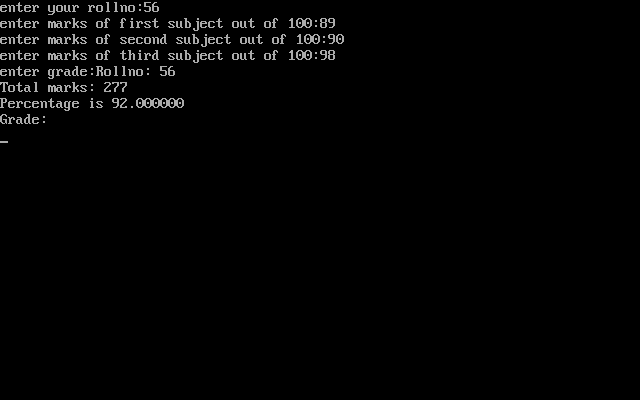 enter your rollno:56
enter marks of first subject out of 100:89
enter marks of second subject out of 100:90
enter marks of third subject out of 100:98
enter grade:Rollno: 56
Total marks: 277
Percentage is 92.000000
Grade: